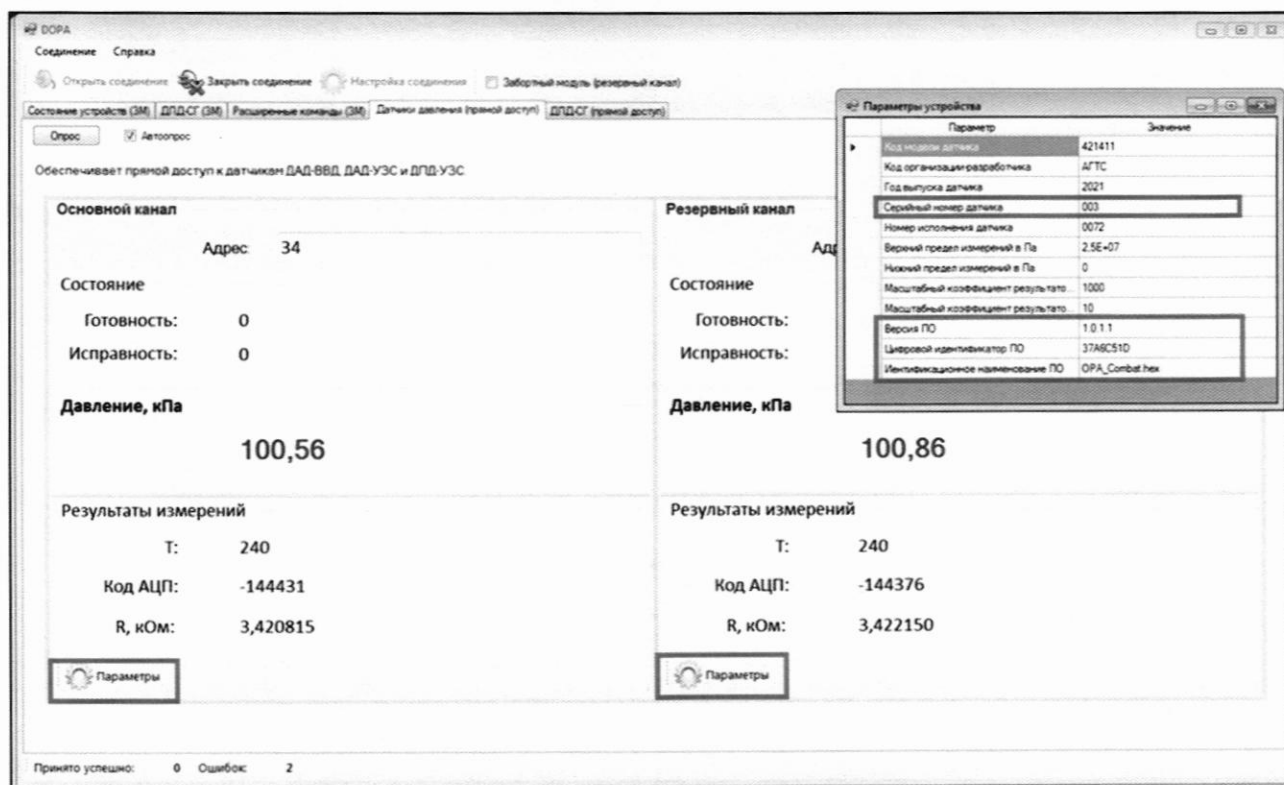 DOPA
Соединение Справка
Открыть соединение Закрыть соединение Настройка соединения Забортный модуль (резервный канал)
Состояние устройств (ЗМ) ДПД-СГ (ЗМ) Расширенные команды (ЗМ) Датчики давления (прямой доступ) ДПД-СГ (прямой доступ)
Опрос Автоопрос
Обеспечивает прямой доступ к датчикам ДАД-ВВД, ДАД-УЗС и ДПД-УЗС
Основной канал
Адрес: 34
Состояние
Готовность: 0
Исправность: 0
Давление, кПа
100,56
Результаты измерений
T: 240
Код АЦП: -144431
R, кОм: 3,420815
Параметры
Резервный канал
Адр
Состояние
Готовность:
Исправность:
Давление, кПа
100,86
Результаты измерений
T: 240
Код АЦП: -144376
R, кОм: 3,422150
Параметры
Параметры устройства
Параметр Значение
Код модели датчика 421411
Код организации-разработчика АГТС
Год выпуска датчика 2021
Серийный номер датчика 003
Номер исполнения датчика 0072
Верхний предел измерений в Па 2.5E+07
Нижний предел измерений в Па 0
Масштабный коэффициент результато... 1000
Масштабный коэффициент результато... 10
Версия ПО 1.0.1.1
Цифровой идентификатор ПО 37A6C51D
Иентификационное наименование ПО OPA_Combat.hex
Принято успешно: 0 Ошибок: 2